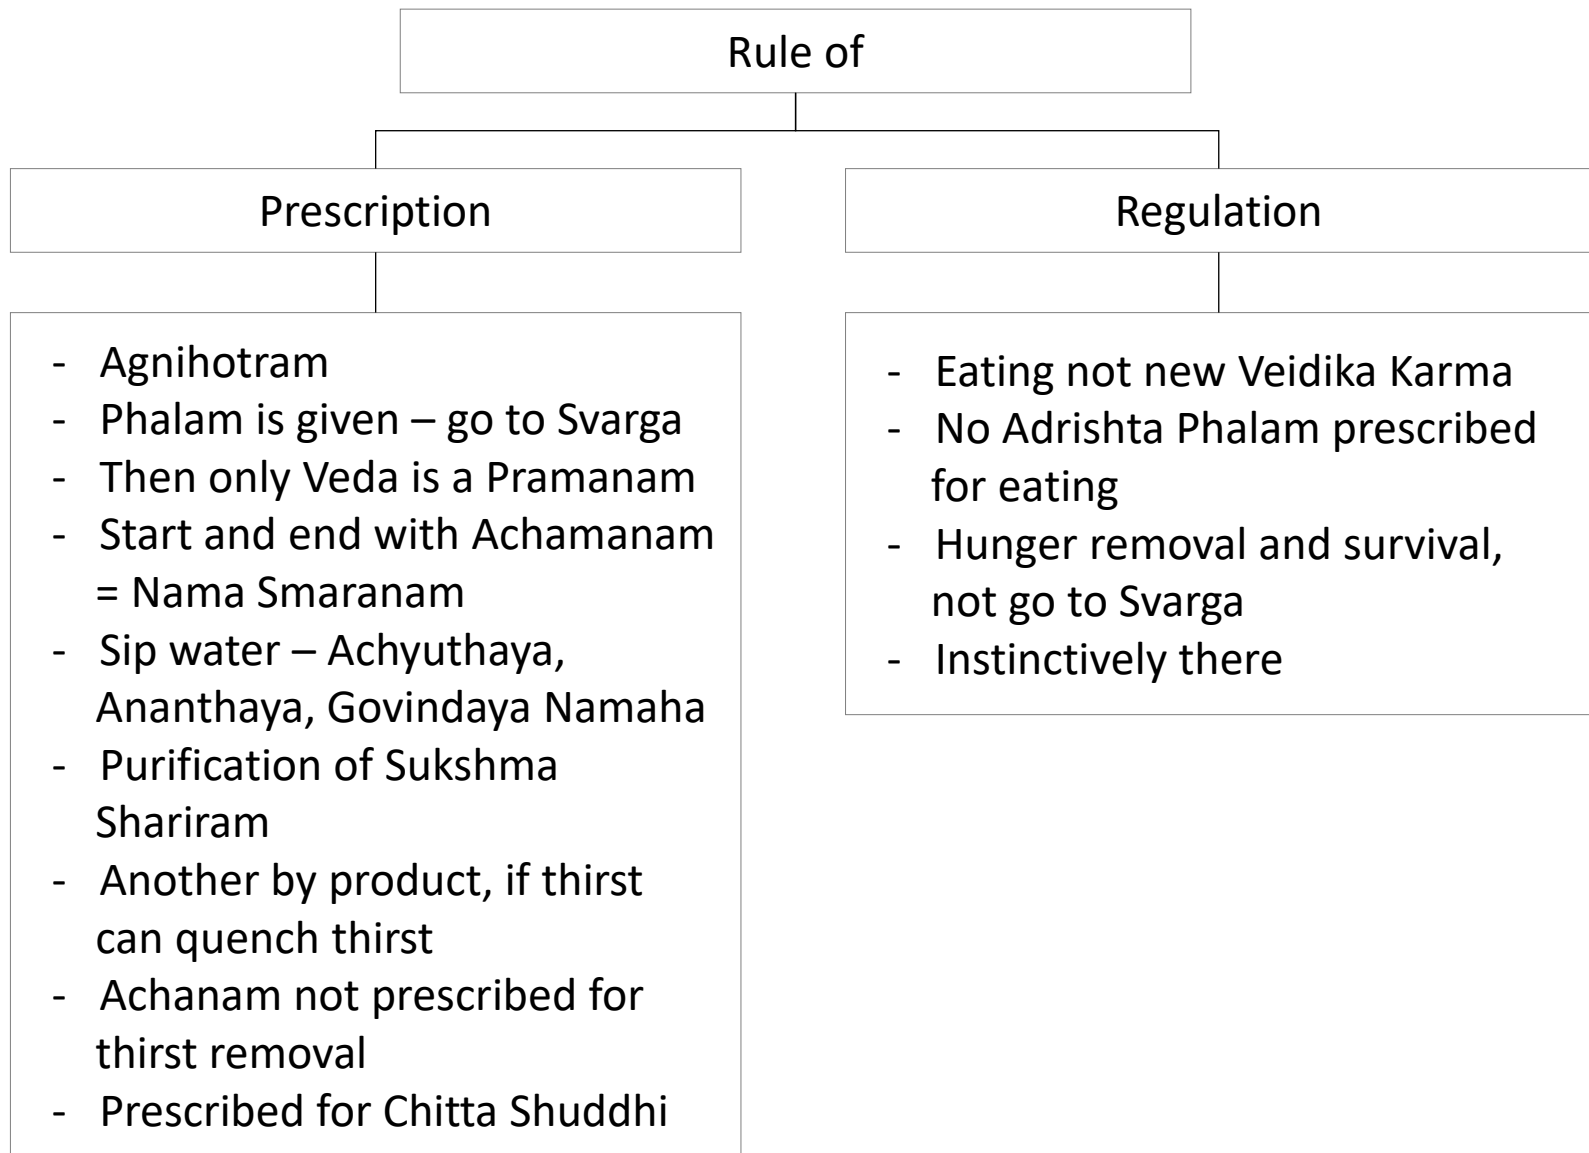 Rule of
Prescription
- Agnihotram
- Phalam is given – go to Svarga
- Then only Veda is a Pramanam
- Start and end with Achamanam
= Nama Smaranam
- Sip water – Achyuthaya,
Ananthaya, Govindaya Namaha
- Purification of Sukshma
Shariram
- Another by product, if thirst
can quench thirst
- Achanam not prescribed for
thirst removal
- Prescribed for Chitta Shuddhi
Regulation
- Eating not new Veidika Karma
- No Adrishta Phalam prescribed
for eating
- Hunger removal and survival,
not go to Svarga
- Instinctively there